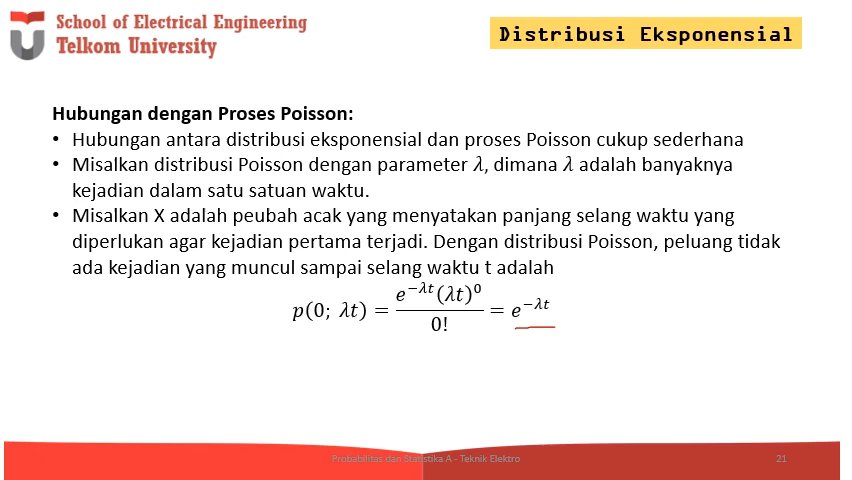 School of Electrical Engineering
Telkom University
Distribusi Eksponensial
Hubungan dengan Proses Poisson:
• Hubungan antara distribusi eksponensial dan proses Poisson cukup sederhana
• Misalkan distribusi Poisson dengan parameter λ, dimana λ adalah banyaknya
kejadian dalam satu satuan waktu.
• Misalkan X adalah peubah acak yang menyatakan panjang selang waktu yang
diperlukan agar kejadian pertama terjadi. Dengan distribusi Poisson, peluang tidak
ada kejadian yang muncul sampai selang waktu t adalah
p(0; λt) = e^{−λt}(λt)^0 / 0! = e^{−λt}
Probabilitas dan Statistika A - Teknik Elektro
21